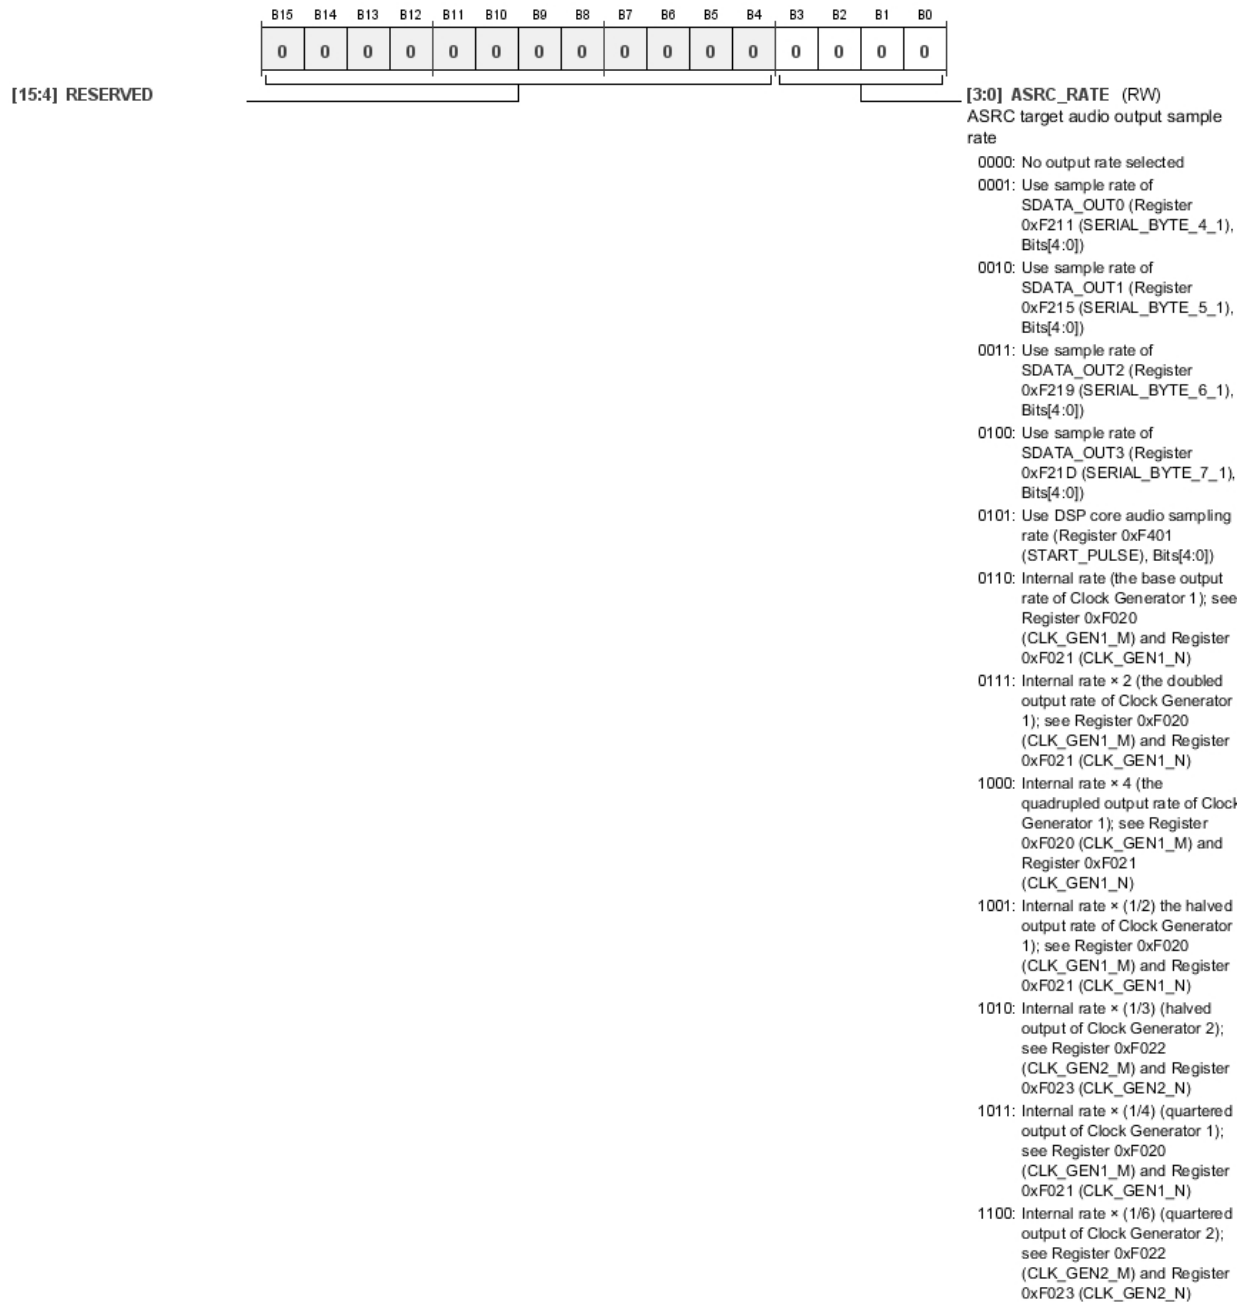 B15 B14 B13 B12 B11 B10 B9 B8 B7 B6 B5 B4 B3 B2 B1 B0
0 0 0 0 0 0 0 0 0 0 0 0 0 0 0 0
[15:4] RESERVED
[3:0] ASRC_RATE (RW)
ASRC target audio output sample
rate
0000: No output rate selected
0001: Use sample rate of
SDATA_OUT0 (Register
0xF211 (SERIAL_BYTE_4_1),
Bits[4:0])
0010: Use sample rate of
SDATA_OUT1 (Register
0xF215 (SERIAL_BYTE_5_1),
Bits[4:0])
0011: Use sample rate of
SDATA_OUT2 (Register
0xF219 (SERIAL_BYTE_6_1),
Bits[4:0])
0100: Use sample rate of
SDATA_OUT3 (Register
0xF21D (SERIAL_BYTE_7_1),
Bits[4:0])
0101: Use DSP core audio sampling
rate (Register 0xF401
(START_PULSE), Bits[4:0])
0110: Internal rate (the base output
rate of Clock Generator 1); see
Register 0xF020
(CLK_GEN1_M) and Register
0xF021 (CLK_GEN1_N)
0111: Internal rate × 2 (the doubled
output rate of Clock Generator
1); see Register 0xF020
(CLK_GEN1_M) and Register
0xF021 (CLK_GEN1_N)
1000: Internal rate × 4 (the
quadrupled output rate of Clock
Generator 1); see Register
0xF020 (CLK_GEN1_M) and
Register 0xF021
(CLK_GEN1_N)
1001: Internal rate × (1/2) the halved
output rate of Clock Generator
1); see Register 0xF020
(CLK_GEN1_M) and Register
0xF021 (CLK_GEN1_N)
1010: Internal rate × (1/3) (halved
output of Clock Generator 2);
see Register 0xF022
(CLK_GEN2_M) and Register
0xF023 (CLK_GEN2_N)
1011: Internal rate × (1/4) (quartered
output of Clock Generator 1);
see Register 0xF020
(CLK_GEN1_M) and Register
0xF021 (CLK_GEN1_N)
1100: Internal rate × (1/6) (quartered
output of Clock Generator 2);
see Register 0xF022
(CLK_GEN2_M) and Register
0xF023 (CLK_GEN2_N)